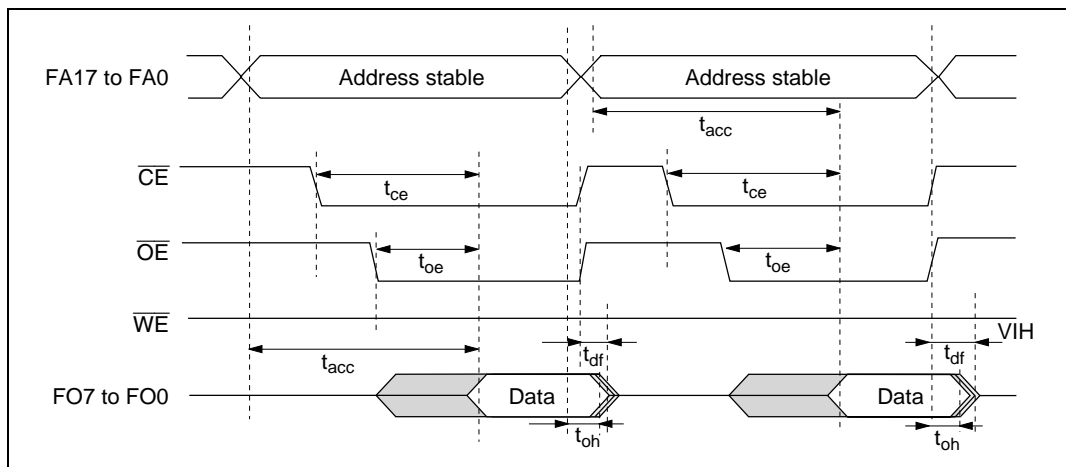 FA17 to FA0 Address stable Address stable
tacc
CE tce tce
OE toe toe
WE VIH
tacc tdf tdf
FO7 to FO0 Data Data
toh toh